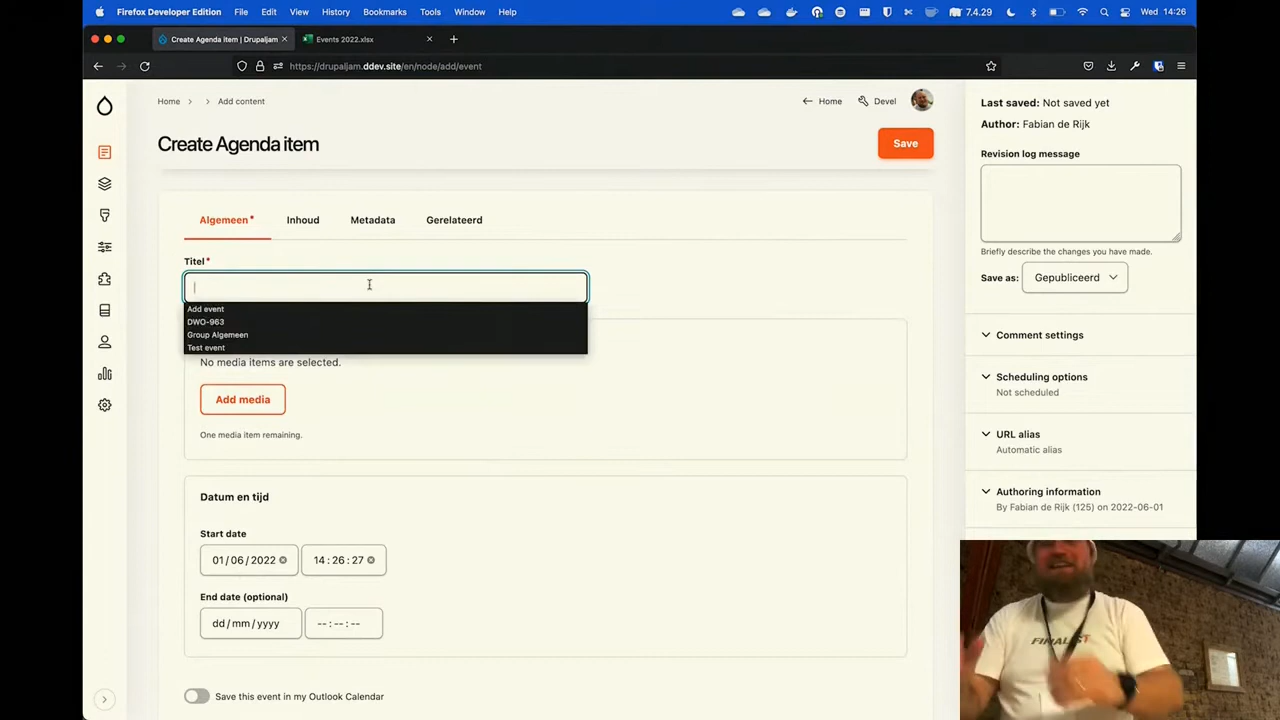 Firefox Developer Edition File Edit View History Bookmarks Tools Window Help 7.4.29 Wed 14:26
Create Agenda item | Drupaljam Events 2022.xlsx
https://drupaljam.ddev.site/en/node/add/event
Home Add content Home Devel
Create Agenda item
Save
Algemeen* Inhoud Metadata Gerelateerd
Titel*
Add event
DWO-963
Group Algemeen
Test event
No media items are selected.
Add media
One media item remaining.
Datum en tijd
Start date
01/06/2022 14:26:27
End date (optional)
dd/mm/yyyy --:--:--
Save this event in my Outlook Calendar
Last saved: Not saved yet
Author: Fabian de Rijk
Revision log message
Briefly describe the changes you have made.
Save as: Gepubliceerd
Comment settings
Scheduling options
Not scheduled
URL alias
Automatic alias
Authoring information
By Fabian de Rijk (125) on 2022-06-01
FINALIST